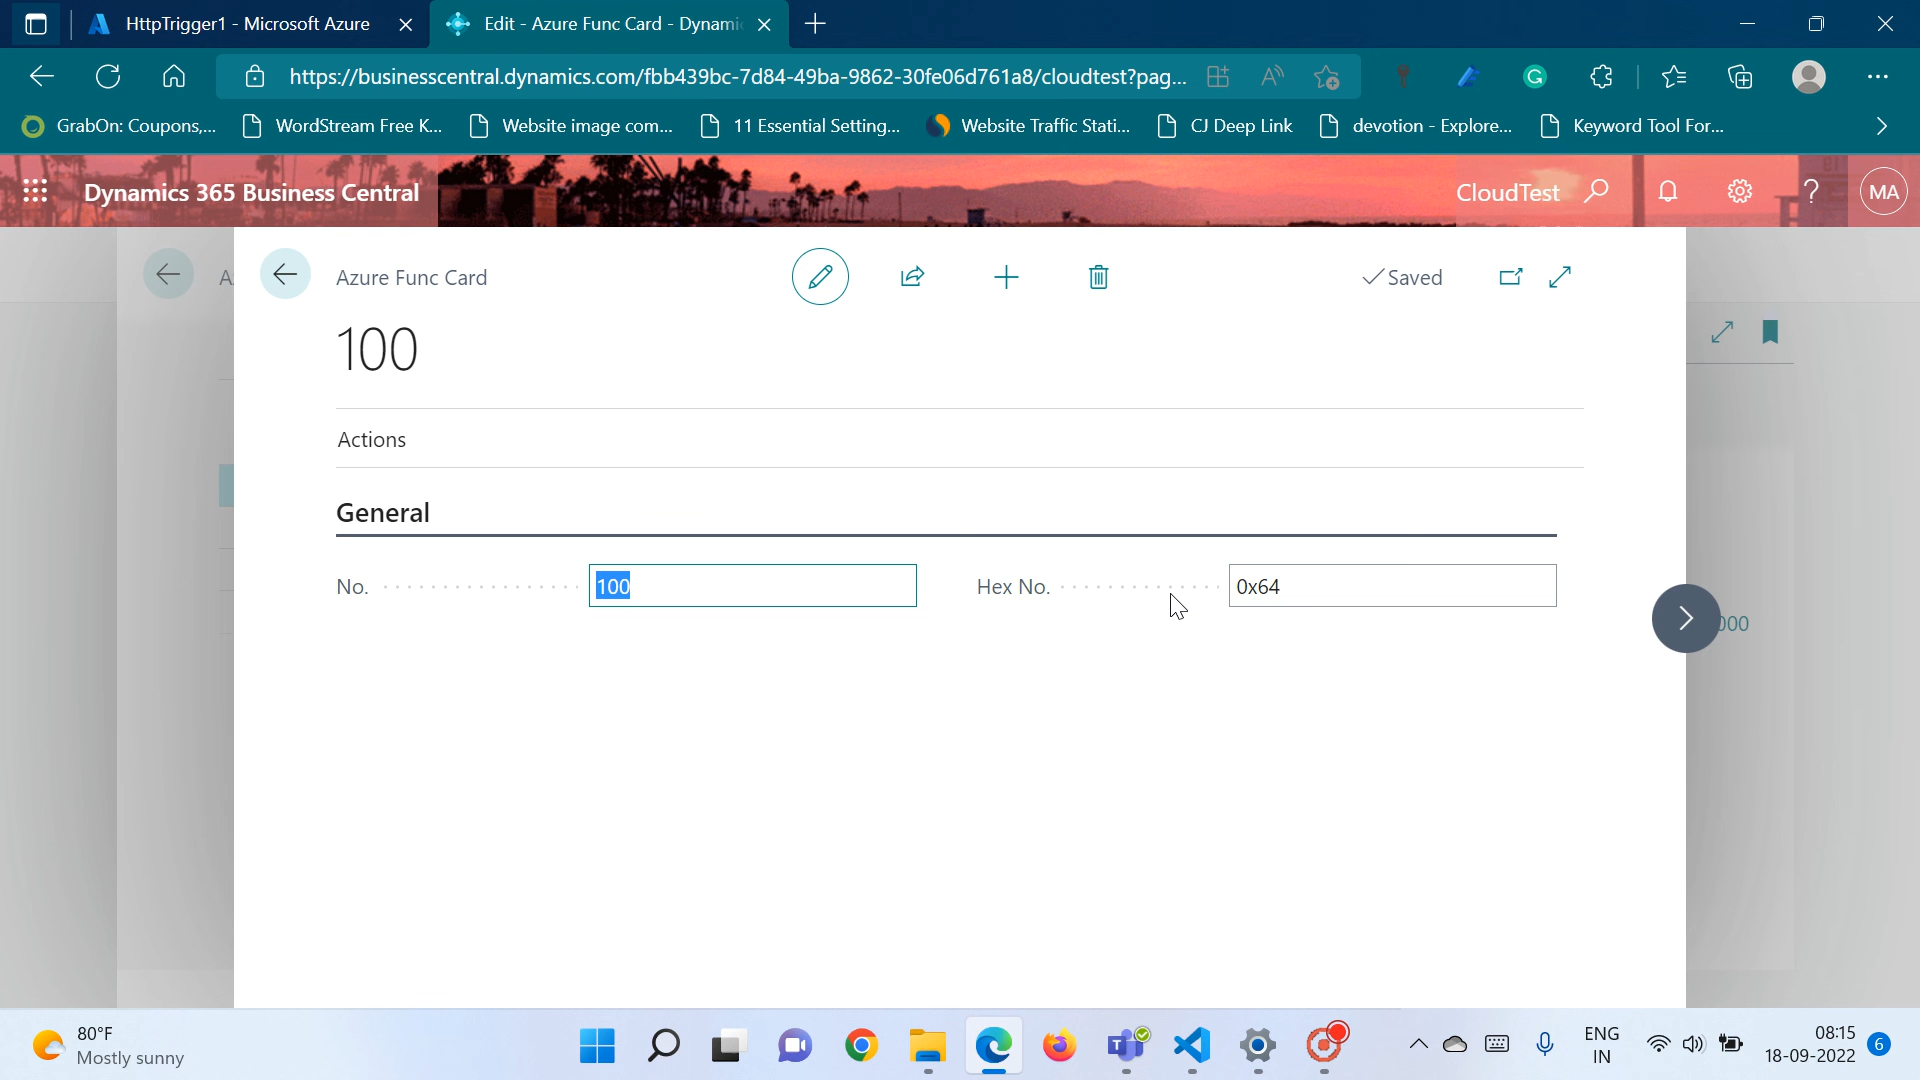 HttpTrigger1 - Microsoft Azure
Edit - Azure Func Card - Dynami
https://businesscentral.dynamics.com/fbb439bc-7d84-49ba-9862-30fe06d761a8/cloudtest?pag...
GrabOn: Coupons,...
WordStream Free K...
Website image com...
11 Essential Setting...
Website Traffic Stati...
CJ Deep Link
devotion - Explore...
Keyword Tool For...
Dynamics 365 Business Central
CloudTest
MA
A
Azure Func Card
Saved
100
Actions
General
No.
100
Hex No.
0x64
000
80°F
Mostly sunny
ENG
IN
08:15
18-09-2022
6